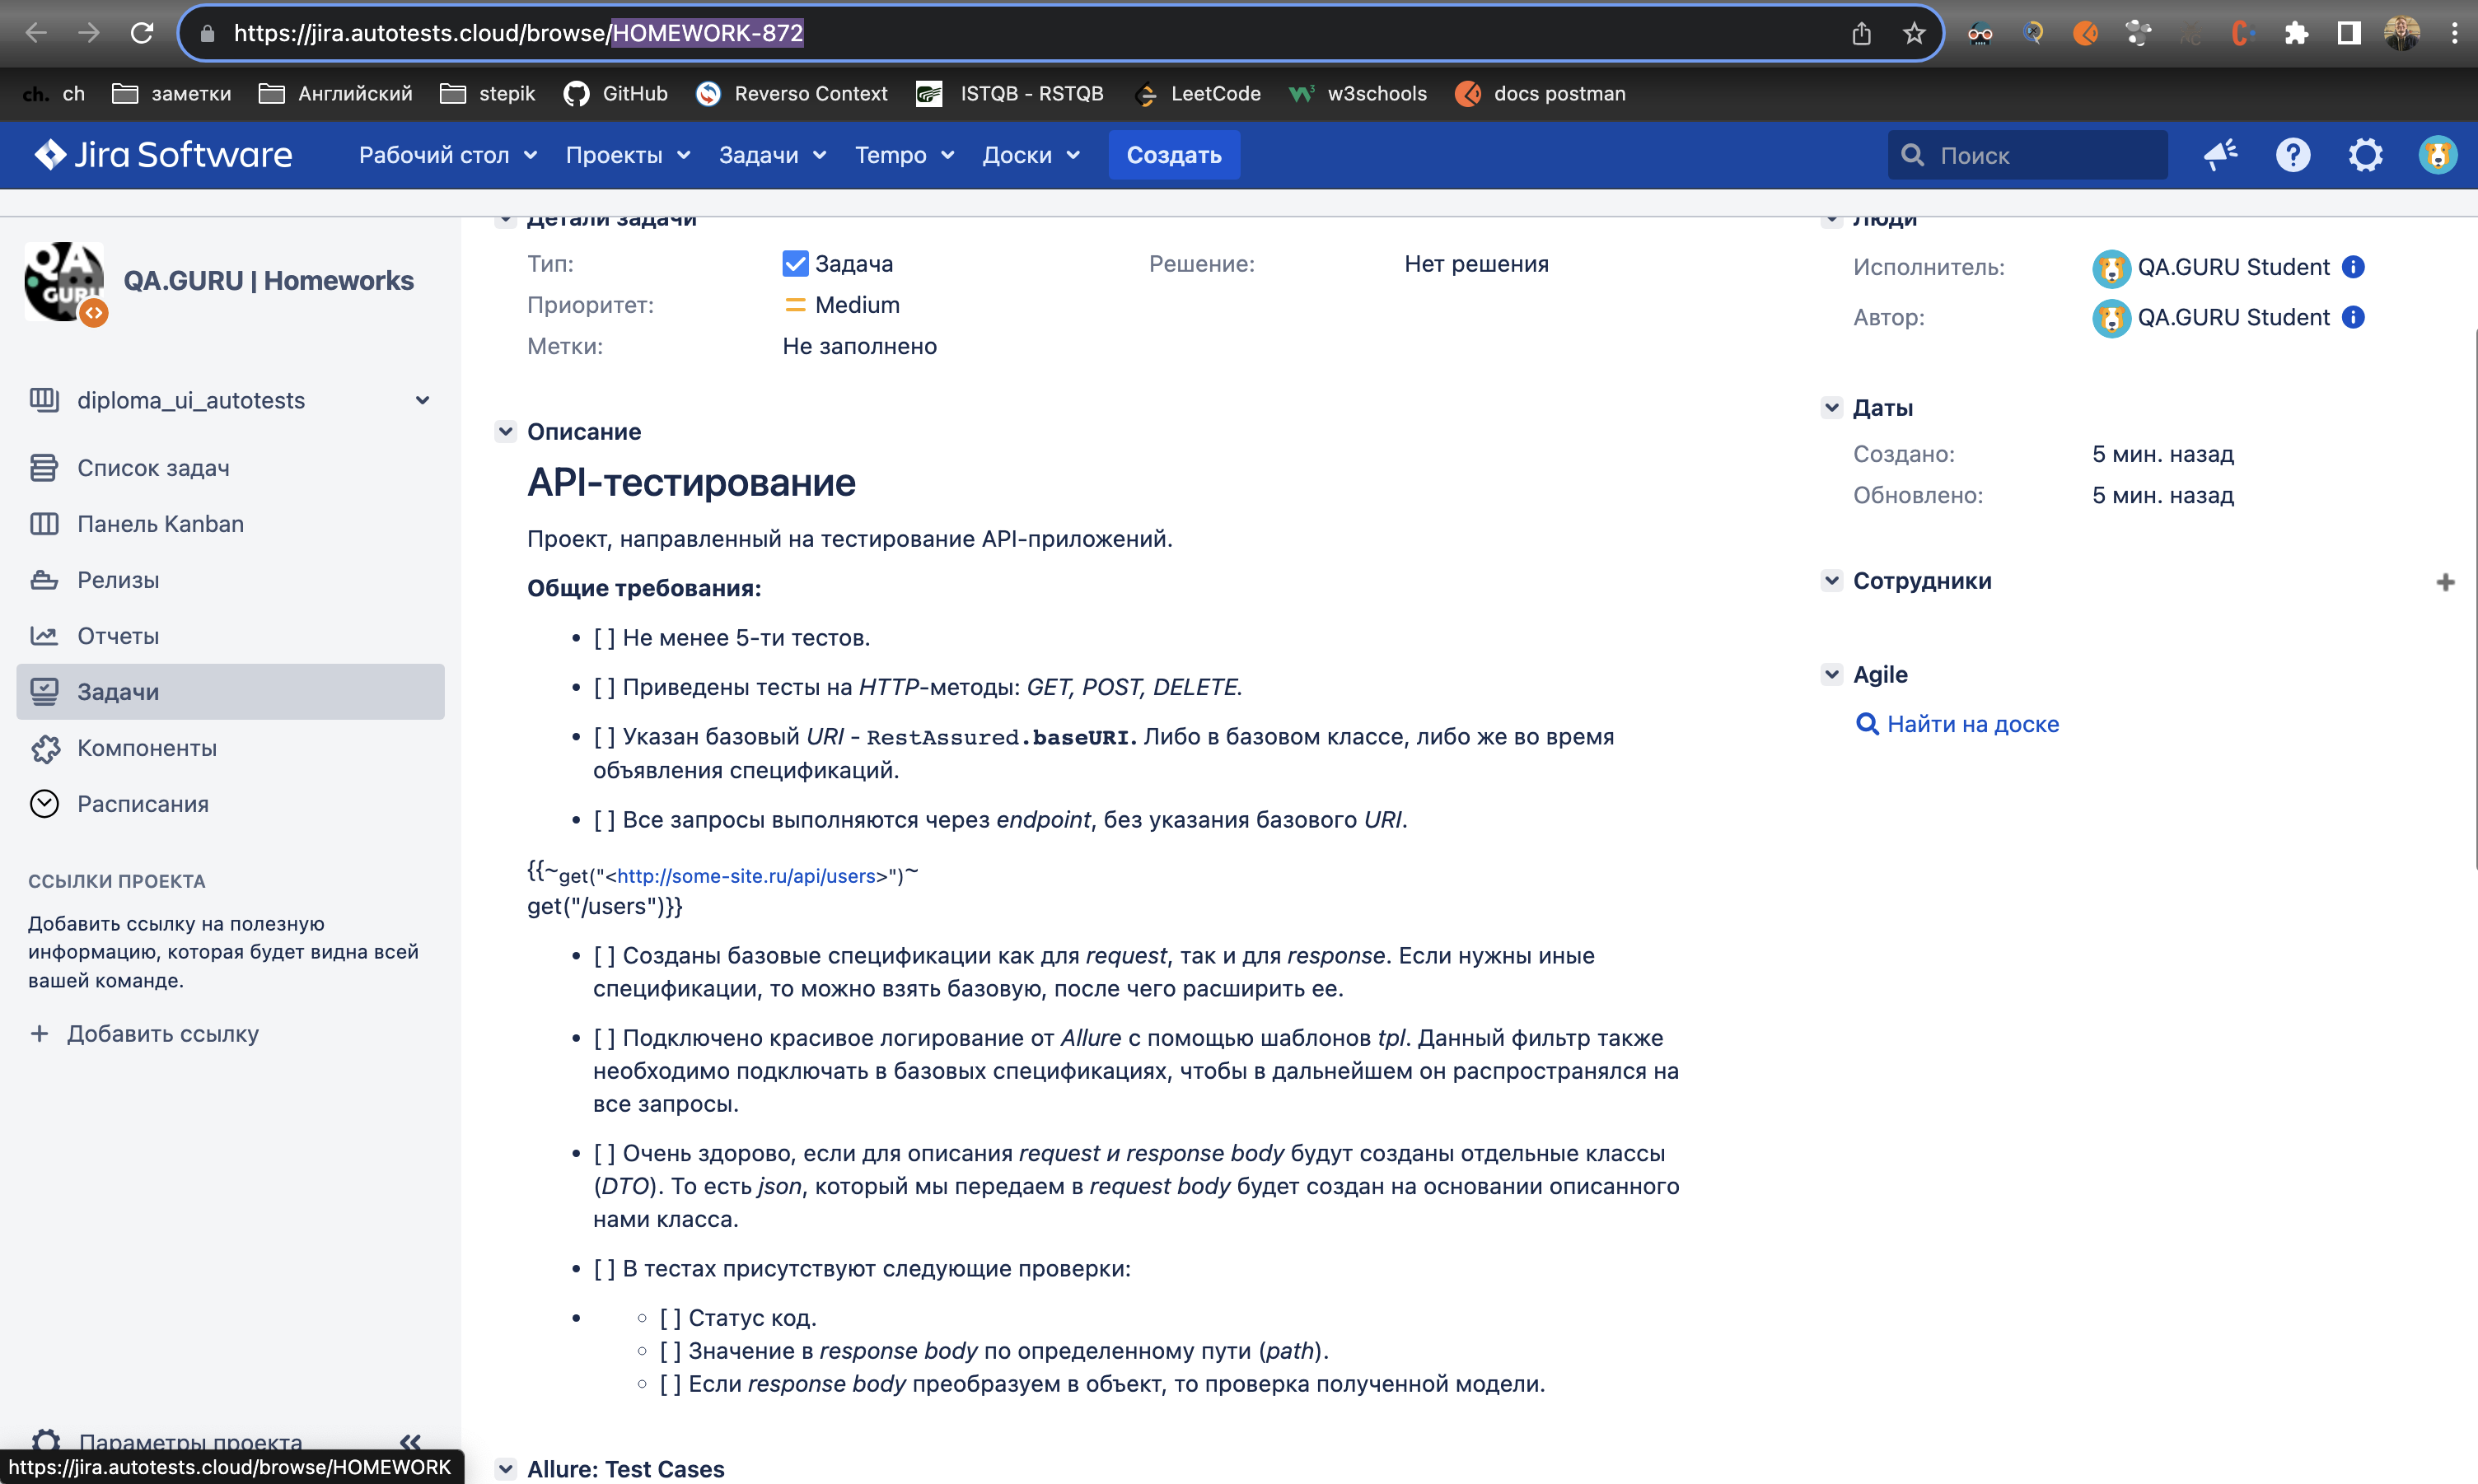 https://jira.autotests.cloud/browse/HOMEWORK-872
ch. ch заметки Английский stepik GitHub Reverso Context ISTQB - RSTQB LeetCode w3schools docs postman
Jira Software Рабочий стол Проекты Задачи Tempo Доски Создать Поиск
QA GURU
QA.GURU | Homeworks
diploma_ui_autotests
Список задач
Панель Kanban
Релизы
Отчеты
Задачи
Компоненты
Расписания
ССЫЛКИ ПРОЕКТА
Добавить ссылку на полезную
информацию, которая будет видна всей
вашей команде.
+ Добавить ссылку
Параметры проекта
https://jira.autotests.cloud/browse/HOMEWORK
Детали задачи
Тип: Задача Решение: Нет решения
Приоритет: Medium
Метки: Не заполнено
Описание
API-тестирование
Проект, направленный на тестирование API-приложений.
Общие требования:
• [ ] Не менее 5-ти тестов.
• [ ] Приведены тесты на HTTP-методы: GET, POST, DELETE.
• [ ] Указан базовый URI - RestAssured.baseURI. Либо в базовом классе, либо же во время
объявления спецификаций.
• [ ] Все запросы выполняются через endpoint, без указания базового URI.
{{~get("<http://some-site.ru/api/users>")~
get("/users")}}
• [ ] Созданы базовые спецификации как для request, так и для response. Если нужны иные
спецификации, то можно взять базовую, после чего расширить ее.
• [ ] Подключено красивое логирование от Allure с помощью шаблонов tpl. Данный фильтр также
необходимо подключать в базовых спецификациях, чтобы в дальнейшем он распространялся на
все запросы.
• [ ] Очень здорово, если для описания request и response body будут созданы отдельные классы
(DTO). То есть json, который мы передаем в request body будет создан на основании описанного
нами класса.
• [ ] В тестах присутствуют следующие проверки:
• ○ [ ] Статус код.
○ [ ] Значение в response body по определенному пути (path).
○ [ ] Если response body преобразуем в объект, то проверка полученной модели.
Allure: Test Cases
Люди
Исполнитель: QA.GURU Student
Автор: QA.GURU Student
Даты
Создано: 5 мин. назад
Обновлено: 5 мин. назад
Сотрудники
Agile
Найти на доске